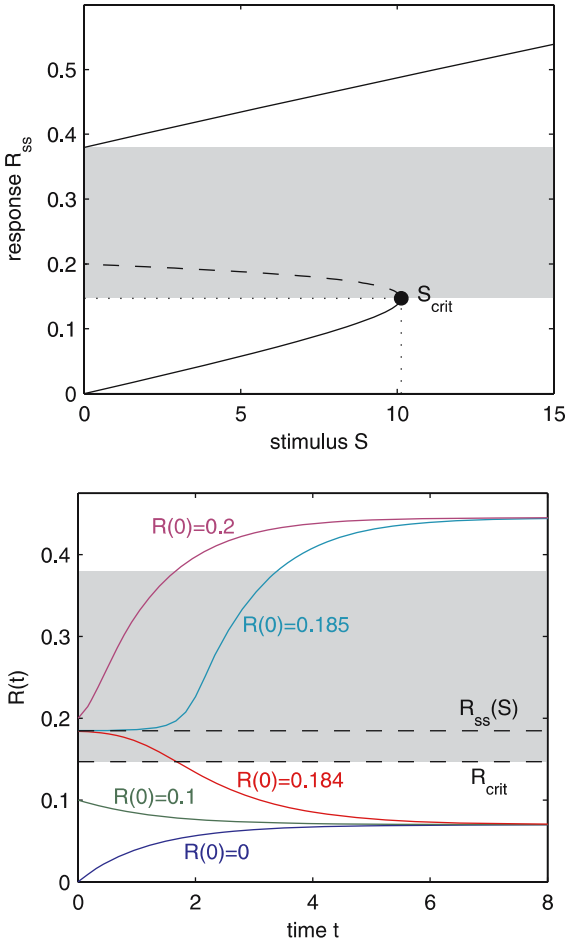 response R_ss
0.5
0.4
0.3
0.2
0.1
0
S_crit
0 5 10 15
stimulus S
R(t)
0.4
0.3
0.2
0.1
0
R(0)=0.2
R(0)=0.185
R_ss(S)
R_crit
R(0)=0.184
R(0)=0.1
R(0)=0
0 2 4 6 8
time t